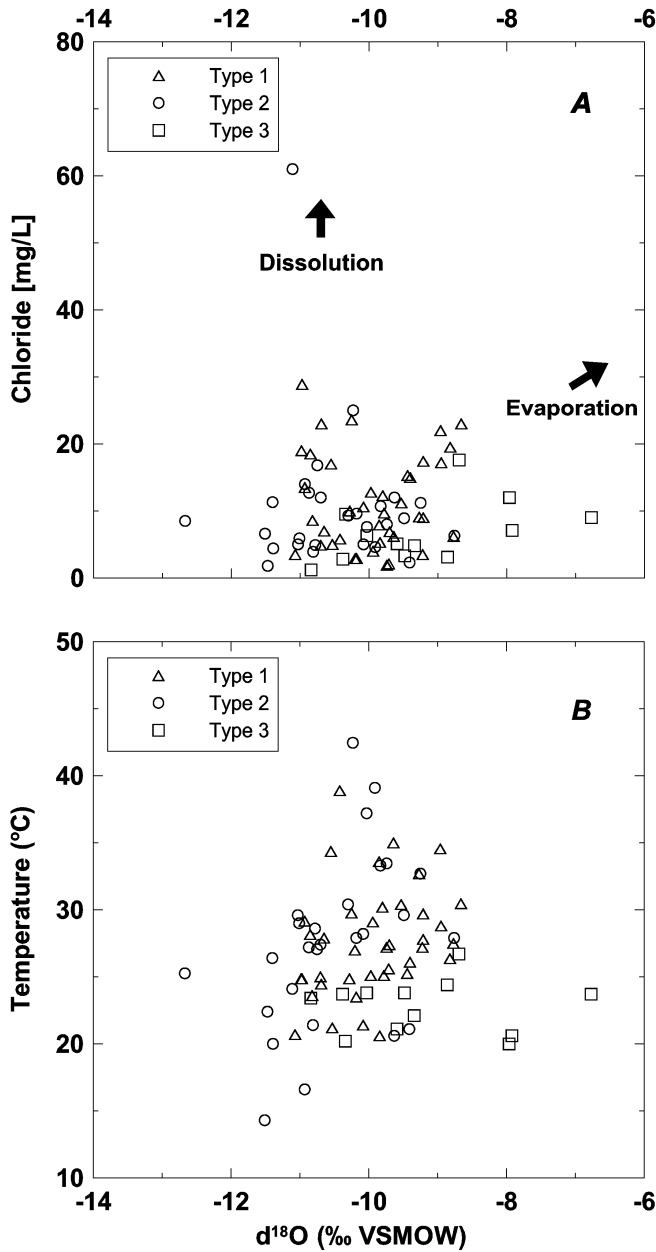 -14 -12 -10 -8 -6
80
Type 1
Type 2
Type 3
A
60
Dissolution
Chloride [mg/L]
40
Evaporation
20
0
50
Type 1
Type 2
Type 3
B
40
Temperature (°C)
30
20
10
-14 -12 -10 -8 -6
d¹⁸O (‰ VSMOW)